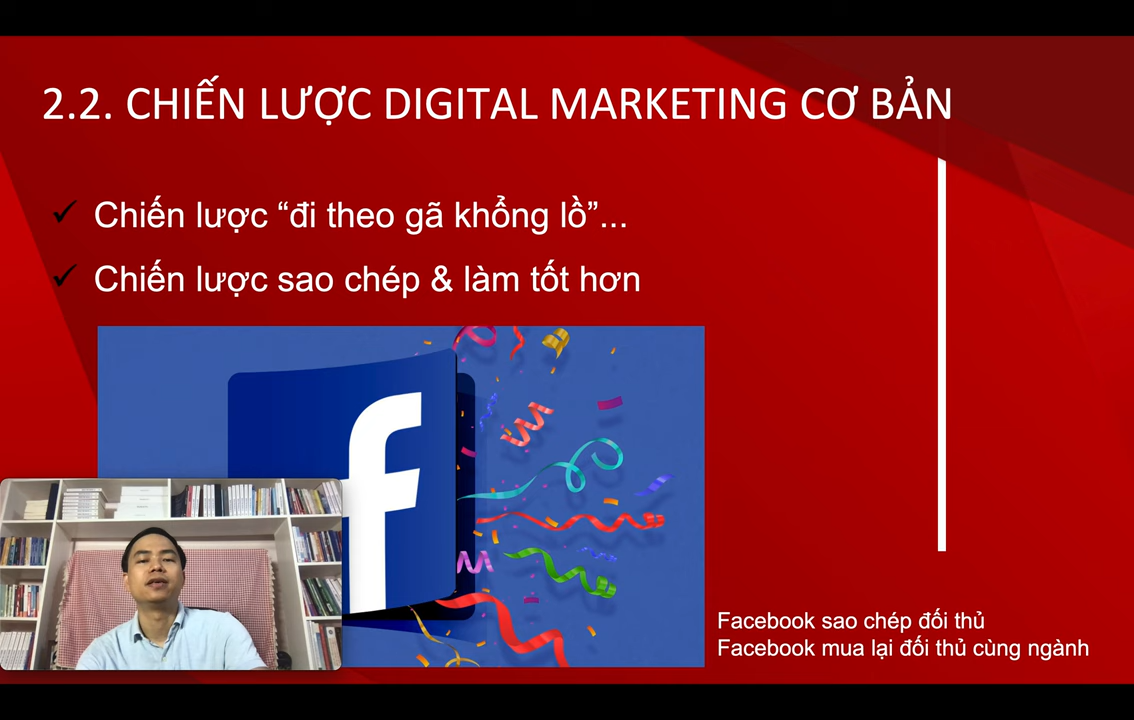 2.2. CHIẾN LƯỢC DIGITAL MARKETING CƠ BẢN
Chiến lược “đi theo gã khổng lồ”...
Chiến lược sao chép & làm tốt hơn
f
Facebook sao chép đối thủ
Facebook mua lại đối thủ cùng ngành